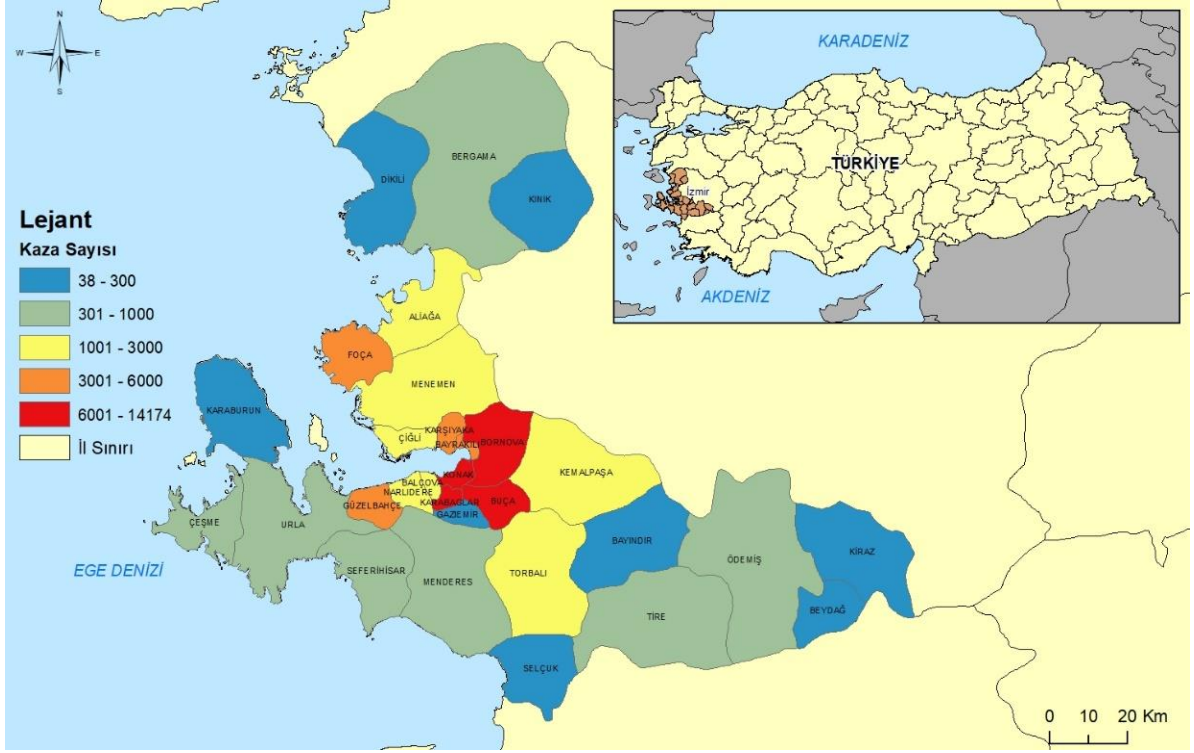 N
W E
S
KARADENİZ
TÜRKİYE
İzmir
AKDENİZ
Lejant
Kaza Sayısı
38 - 300
301 - 1000
1001 - 3000
3001 - 6000
6001 - 14174
İl Sınırı
BERGAMA
DİKİLİ
KINIK
ALİAĞA
FOÇA
MENEMEN
KARABURUN
KARŞIYAKA
ÇİĞLİ
BAYRAKLI
BORNOVA
KEMALPAŞA
KONAK
BALÇOVA
NARLIDERE
KARABAĞLAR
BUCA
GÜZELBAHÇE
GAZİEMİR
ÇEŞME
URLA
BAYINDIR
KİRAZ
ÖDEMİŞ
EGE DENİZİ
SEFERİHİSAR
MENDERES
TORBALI
BEYDAĞ
TİRE
SELÇUK
0 10 20 Km